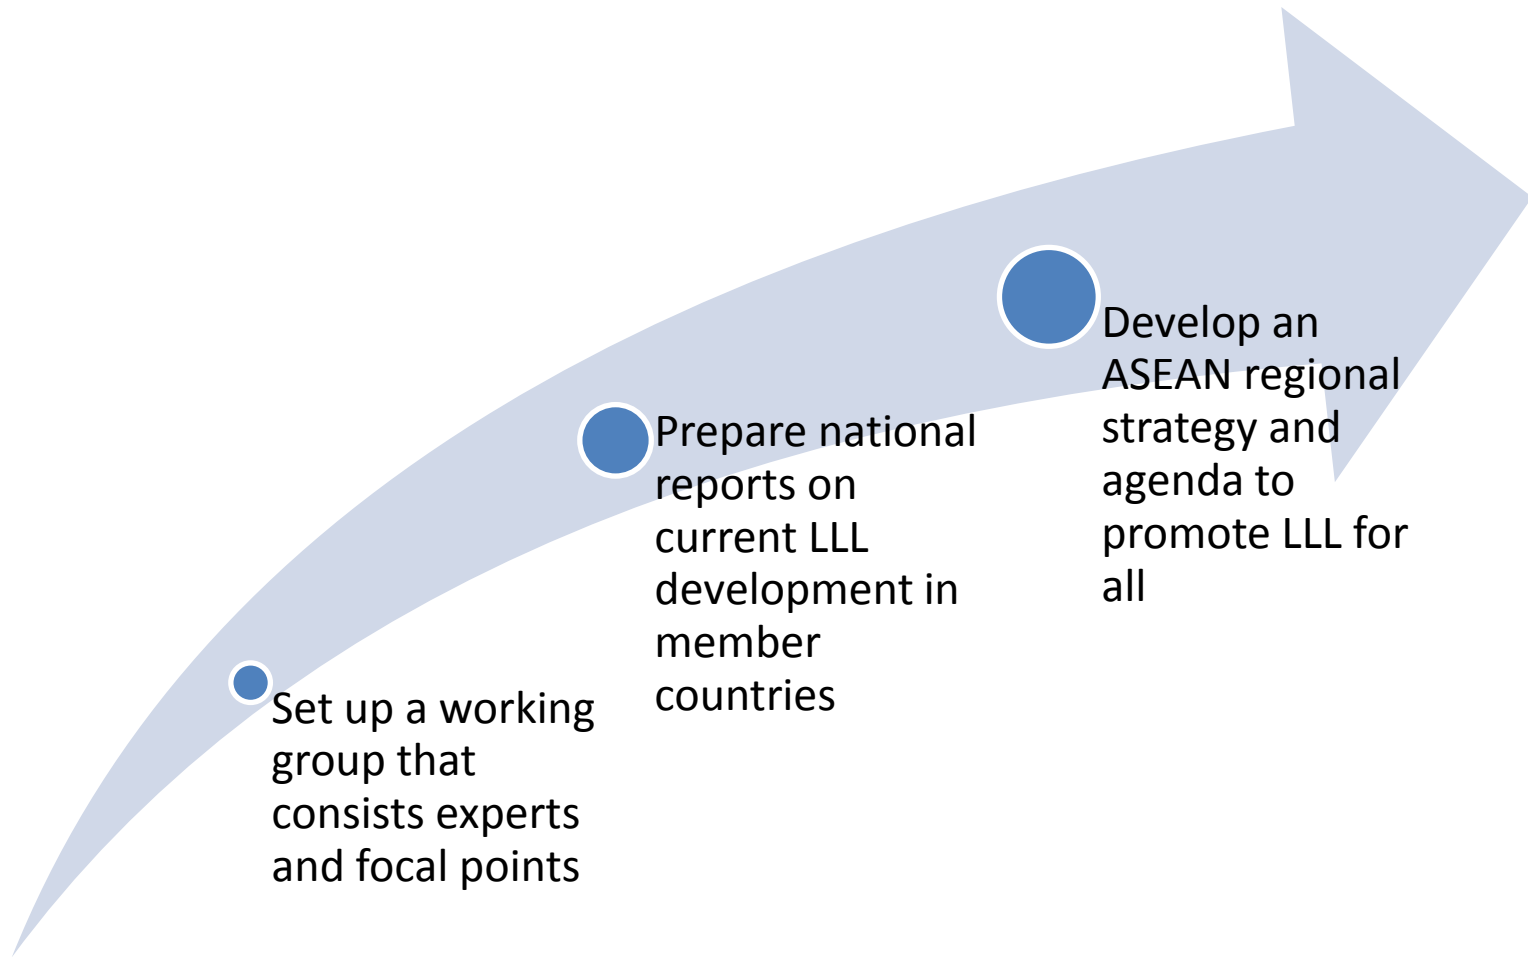 Set up a working
group that
consists experts
and focal points
Prepare national
reports on
current LLL
development in
member
countries
Develop an
ASEAN regional
strategy and
agenda to
promote LLL for
all